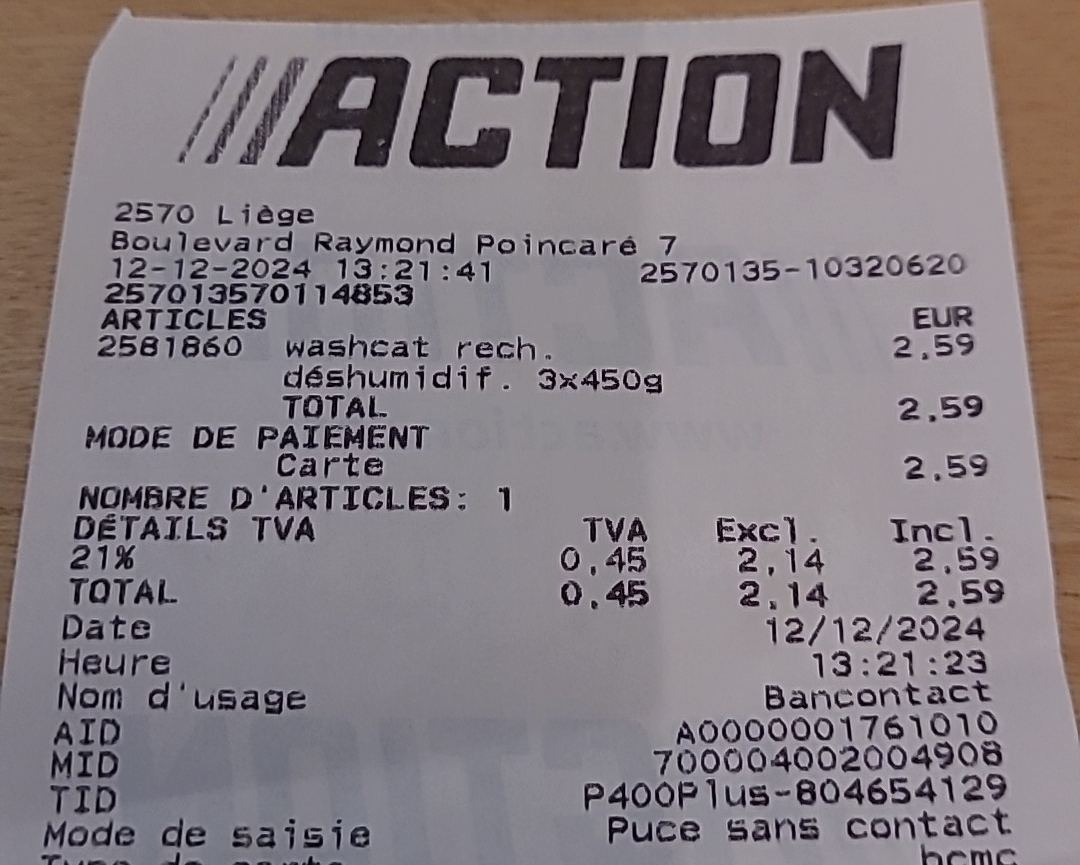 ACTION
2570 Liège
Boulevard Raymond Poincaré 7
12-12-2024 13:21:41 2570135-10320620
257013570114853
ARTICLES EUR
2581860 washcat rech. 2,59
déshumidif. 3x450g
TOTAL 2,59
MODE DE PAIEMENT
Carte 2,59
NOMBRE D'ARTICLES: 1
DÉTAILS TVA TVA Excl. Incl.
21% 0,45 2,14 2,59
TOTAL 0,45 2,14 2,59
Date 12/12/2024
Heure 13:21:23
Nom d'usage Bancontact
AID A0000001761010
MID 700004002004908
TID P400Plus-804654129
Mode de saisie Puce sans contact
Type de carte bcmc